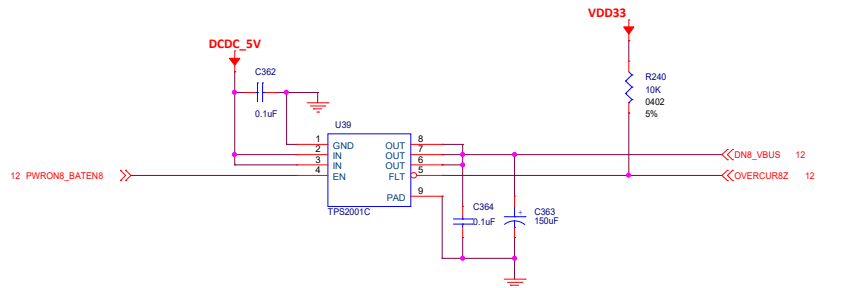 VDD33
DCDC_5V
C362
0.1uF
R240
10K
0402
5%
U39
1 GND OUT 8
2 IN OUT 7
3 IN OUT 6
4 EN FLT 5
PAD 9
TPS2001C
12 PWRON8_BATEN8
DN8_VBUS 12
OVERCUR8Z 12
C364
0.1uF
C363
+
150uF